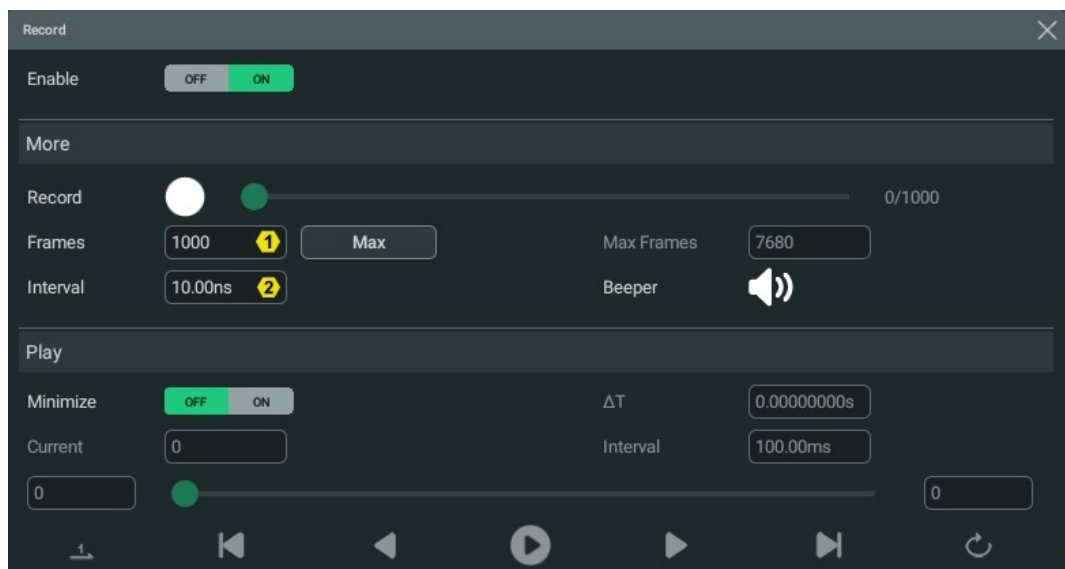 Record
Enable OFF ON
More
Record 0/1000
Frames 1000 1 Max Max Frames 7680
Interval 10.00ns 2 Beeper
Play
Minimize OFF ON ΔT 0.00000000s
Current 0 Interval 100.00ms
0 0
1